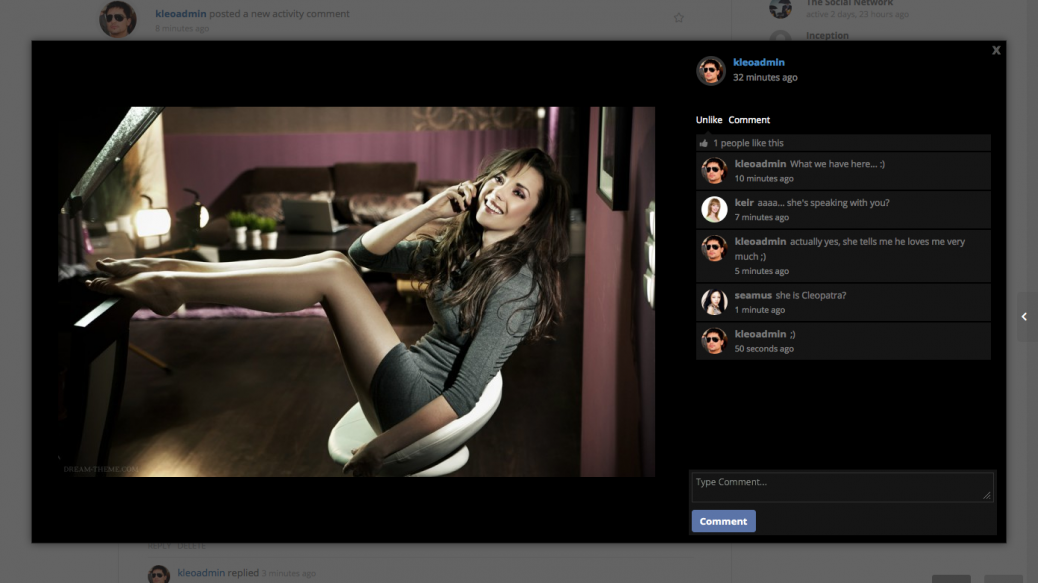 kleoadmin posted a new activity comment
8 minutes ago
The Social Network
active 2 days, 23 hours ago
Inception
X
kleoadmin
32 minutes ago
Unlike Comment
1 people like this
kleoadmin What we have here... :)
10 minutes ago
keir aaaa... she's speaking with you?
7 minutes ago
kleoadmin actually yes, she tells me he loves me very
much ;)
5 minutes ago
seamus she is Cleopatra?
1 minute ago
kleoadmin ;)
50 seconds ago
DREAM-THEME.COM
Type Comment...
Comment
REPLY DELETE
kleoadmin replied 3 minutes ago